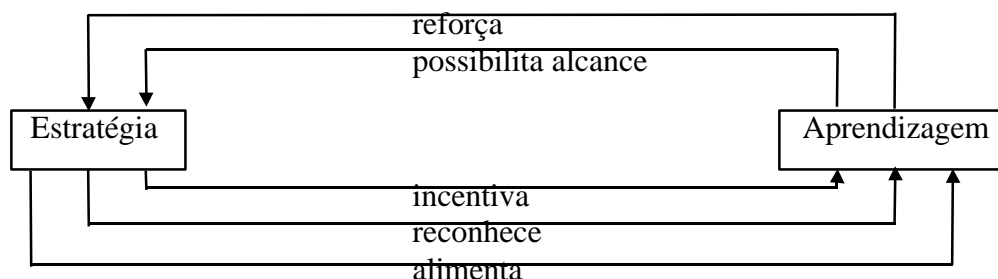 reforça
possibilita alcance
Estratégia
Aprendizagem
incentiva
reconhece
alimenta